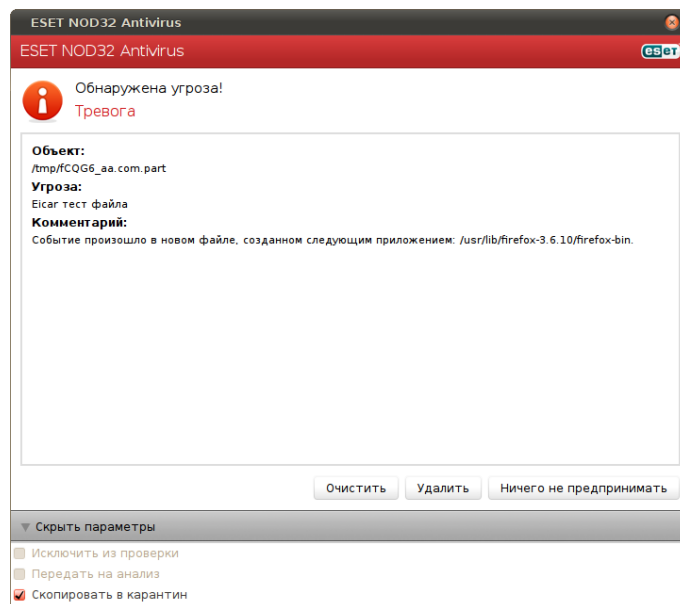 ESET NOD32 Antivirus
ESET NOD32 Antivirus
eseт
Обнаружена угроза!
Тревога
Объект:
/tmp/fCQG6_aa.com.part
Угроза:
Eicar тест файла
Комментарий:
Событие произошло в новом файле, созданном следующим приложением: /usr/lib/firefox-3.6.10/firefox-bin.
Очистить Удалить Ничего не предпринимать
Скрыть параметры
Исключить из проверки
Передать на анализ
Скопировать в карантин